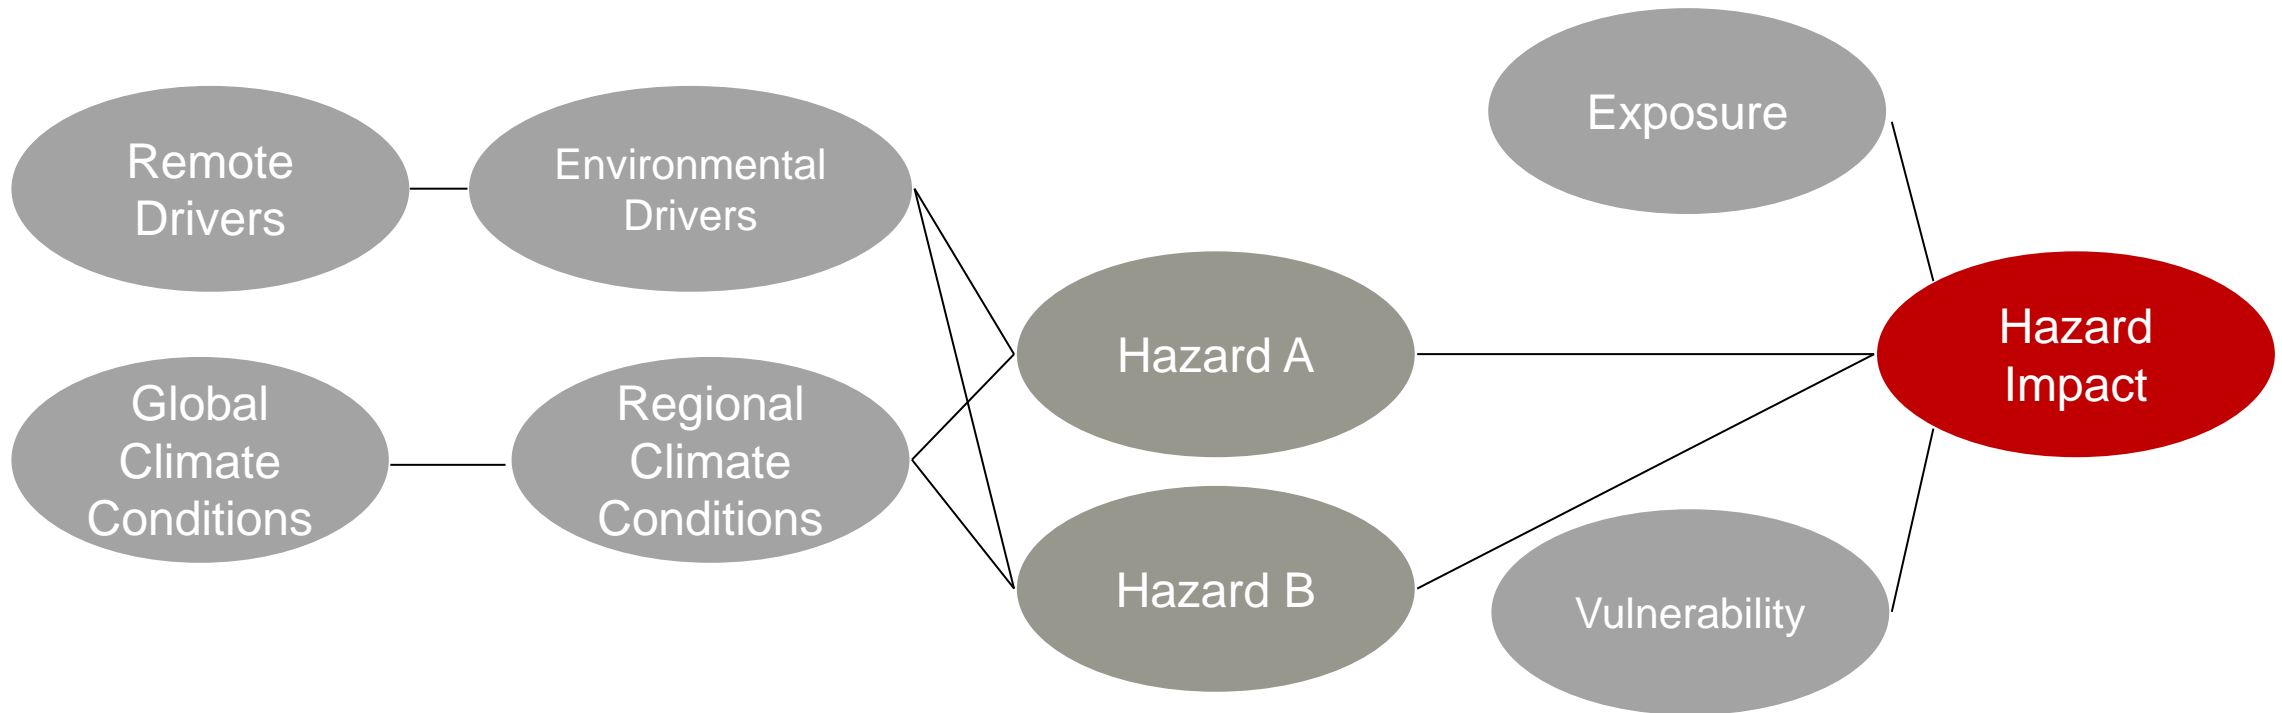 Remote
Drivers
Environmental
Drivers
Exposure
Global
Climate
Conditions
Regional
Climate
Conditions
Hazard A
Hazard B
Hazard
Impact
Vulnerability